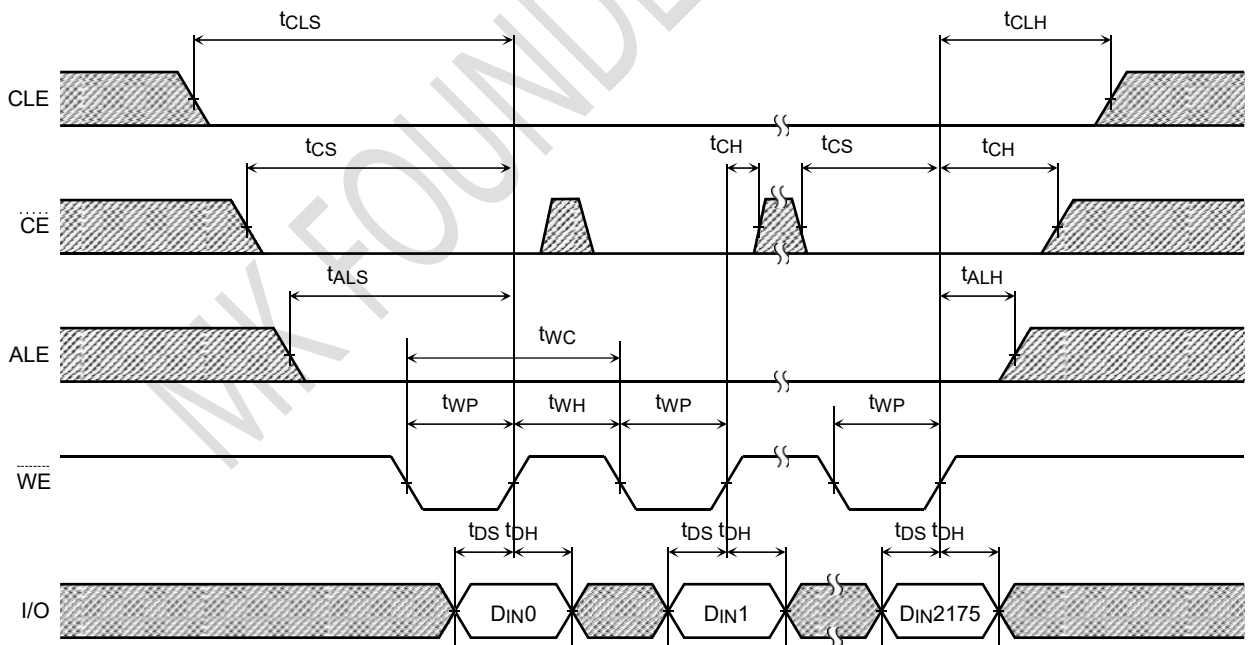 tCLS tCLH
CLE
tCS tCH tCS tCH
CE
tALS tALH
ALE
tWC
tWP tWH tWP tWP
WE
tDS tDH tDS tDH tDS tDH
I/O DIN0 DIN1 DIN2175